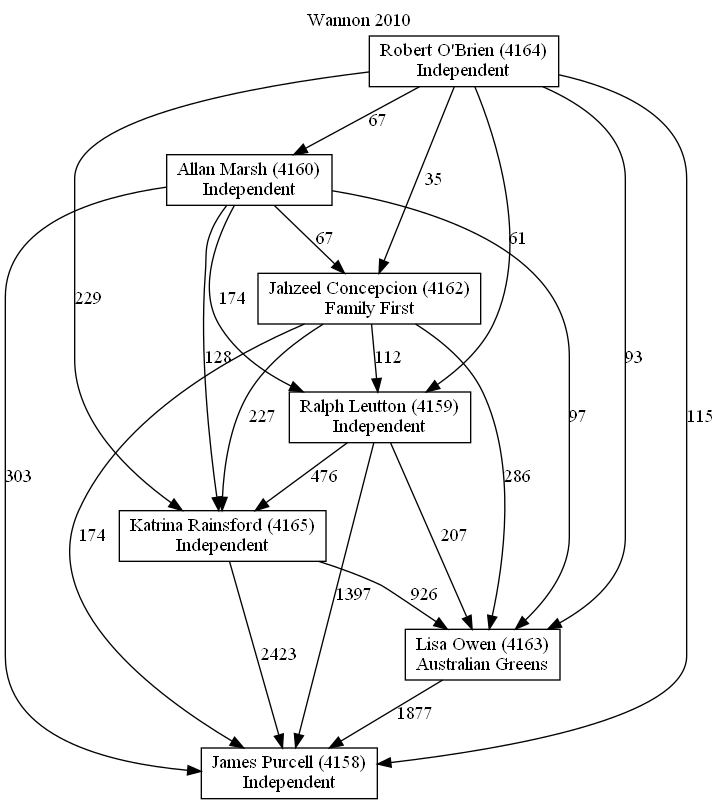 Wannon 2010
Robert O'Brien (4164)
Independent
67
Allan Marsh (4160)
Independent
35
67
61
Jahzeel Concepcion (4162)
Family First
229
174
128
112
93
Ralph Leutton (4159)
Independent
227
97
115
303
476
286
Katrina Rainsford (4165)
Independent
174
207
926
1397
Lisa Owen (4163)
Australian Greens
2423
1877
James Purcell (4158)
Independent